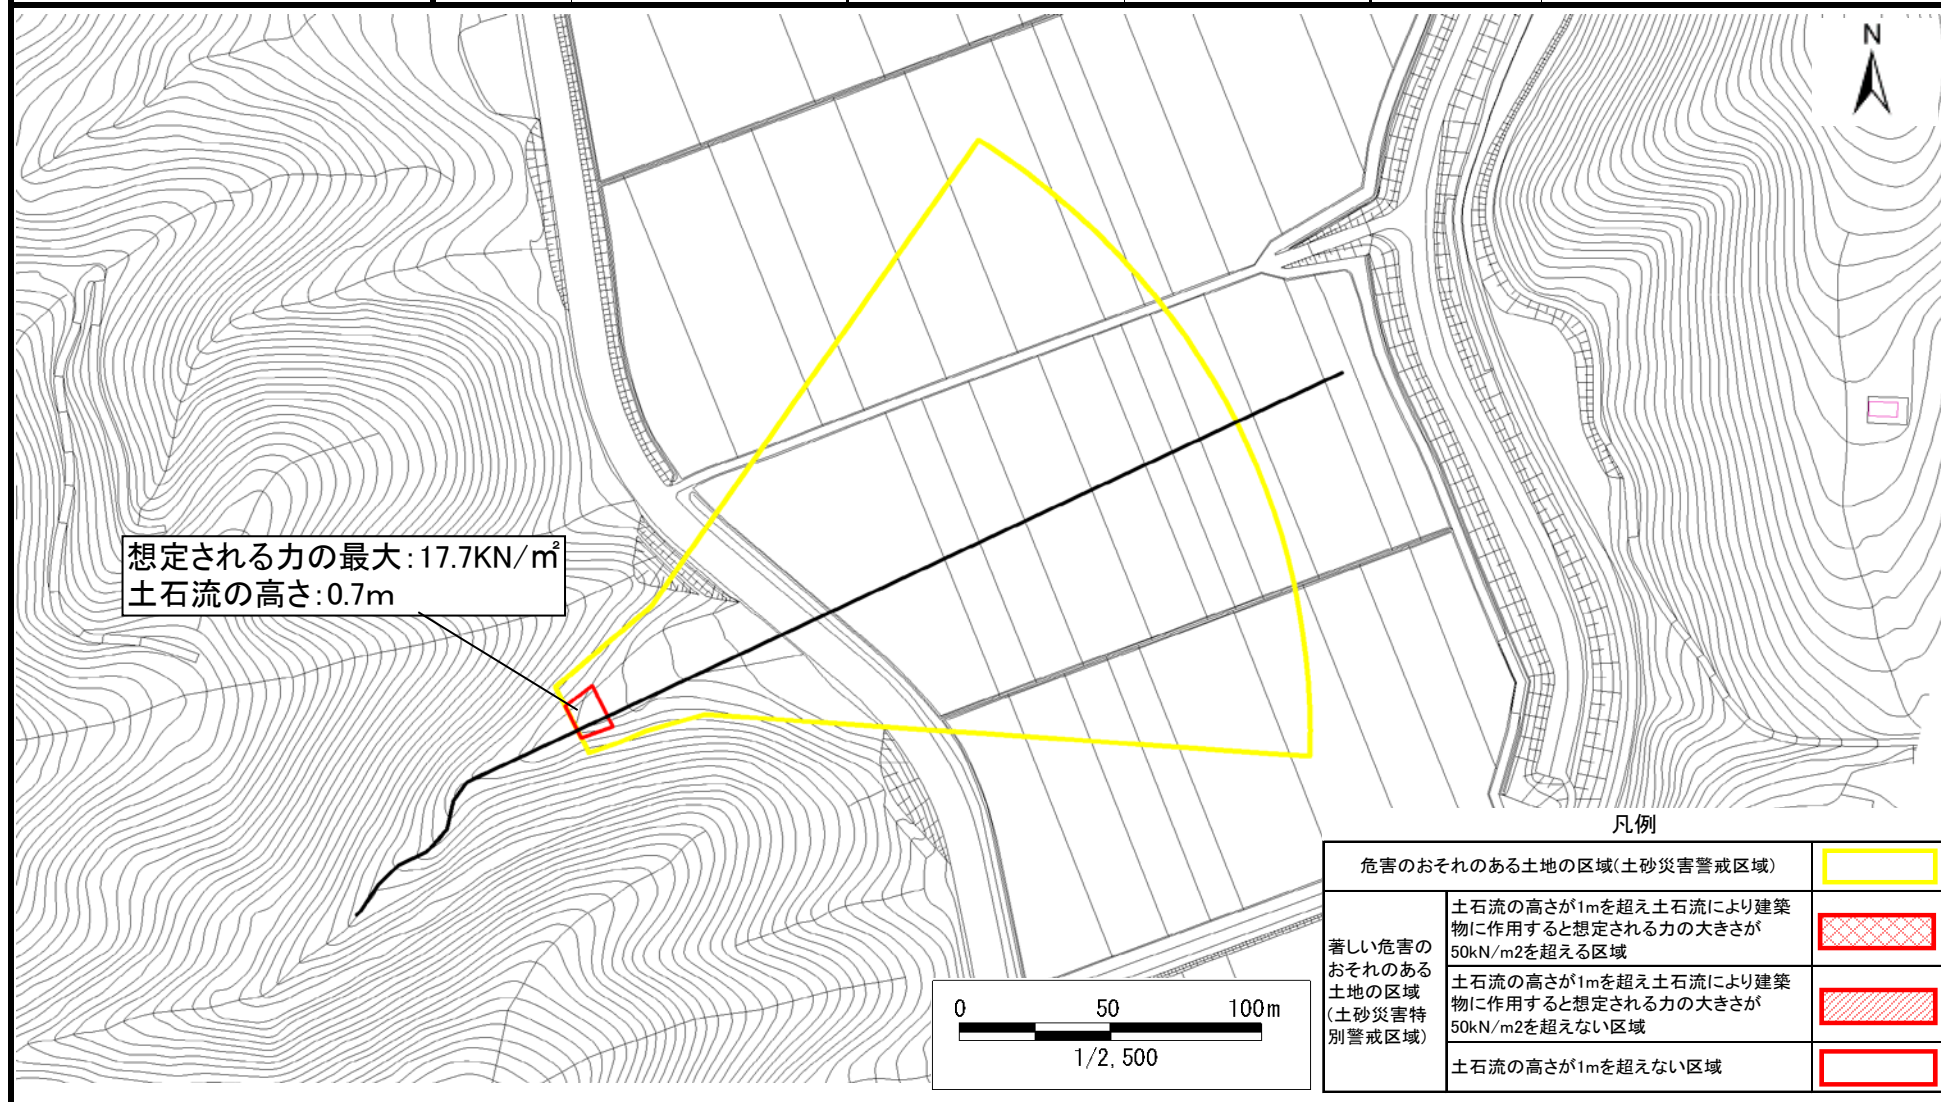 N
想定される力の最大：17.7KN/㎡
土石流の高さ：0.7m
凡例
危害のおそれのある土地の区域(土砂災害警戒区域)
著しい危害の
おそれのある
土地の区域
(土砂災害特
別警戒区域)
土石流の高さが1mを超え土石流により建築
物に作用すると想定される力の大きさが
50kN/m2を超える区域
土石流の高さが1mを超え土石流により建築
物に作用すると想定される力の大きさが
50kN/m2を超えない区域
土石流の高さが1mを超えない区域
0 50 100m
1/2,500